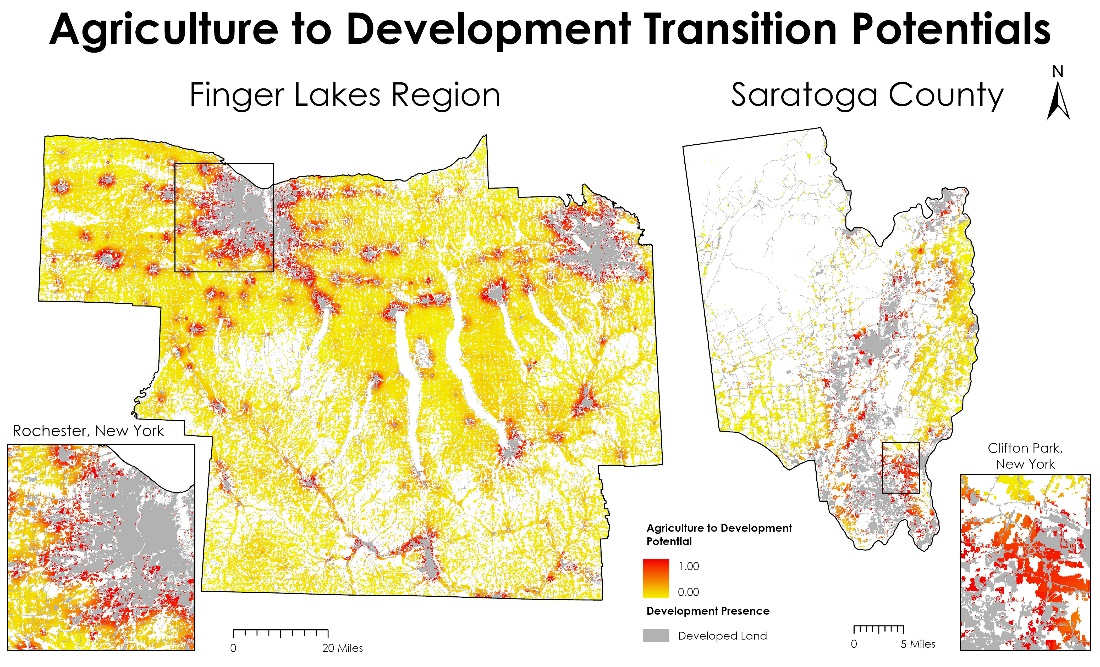 Agriculture to Development Transition Potentials
Finger Lakes Region
Saratoga County
N
Rochester, New York
Clifton Park,
New York
Agriculture to Development
Potential
1.00
0.00
Development Presence
Developed Land
0 20 Miles
0 5 Miles